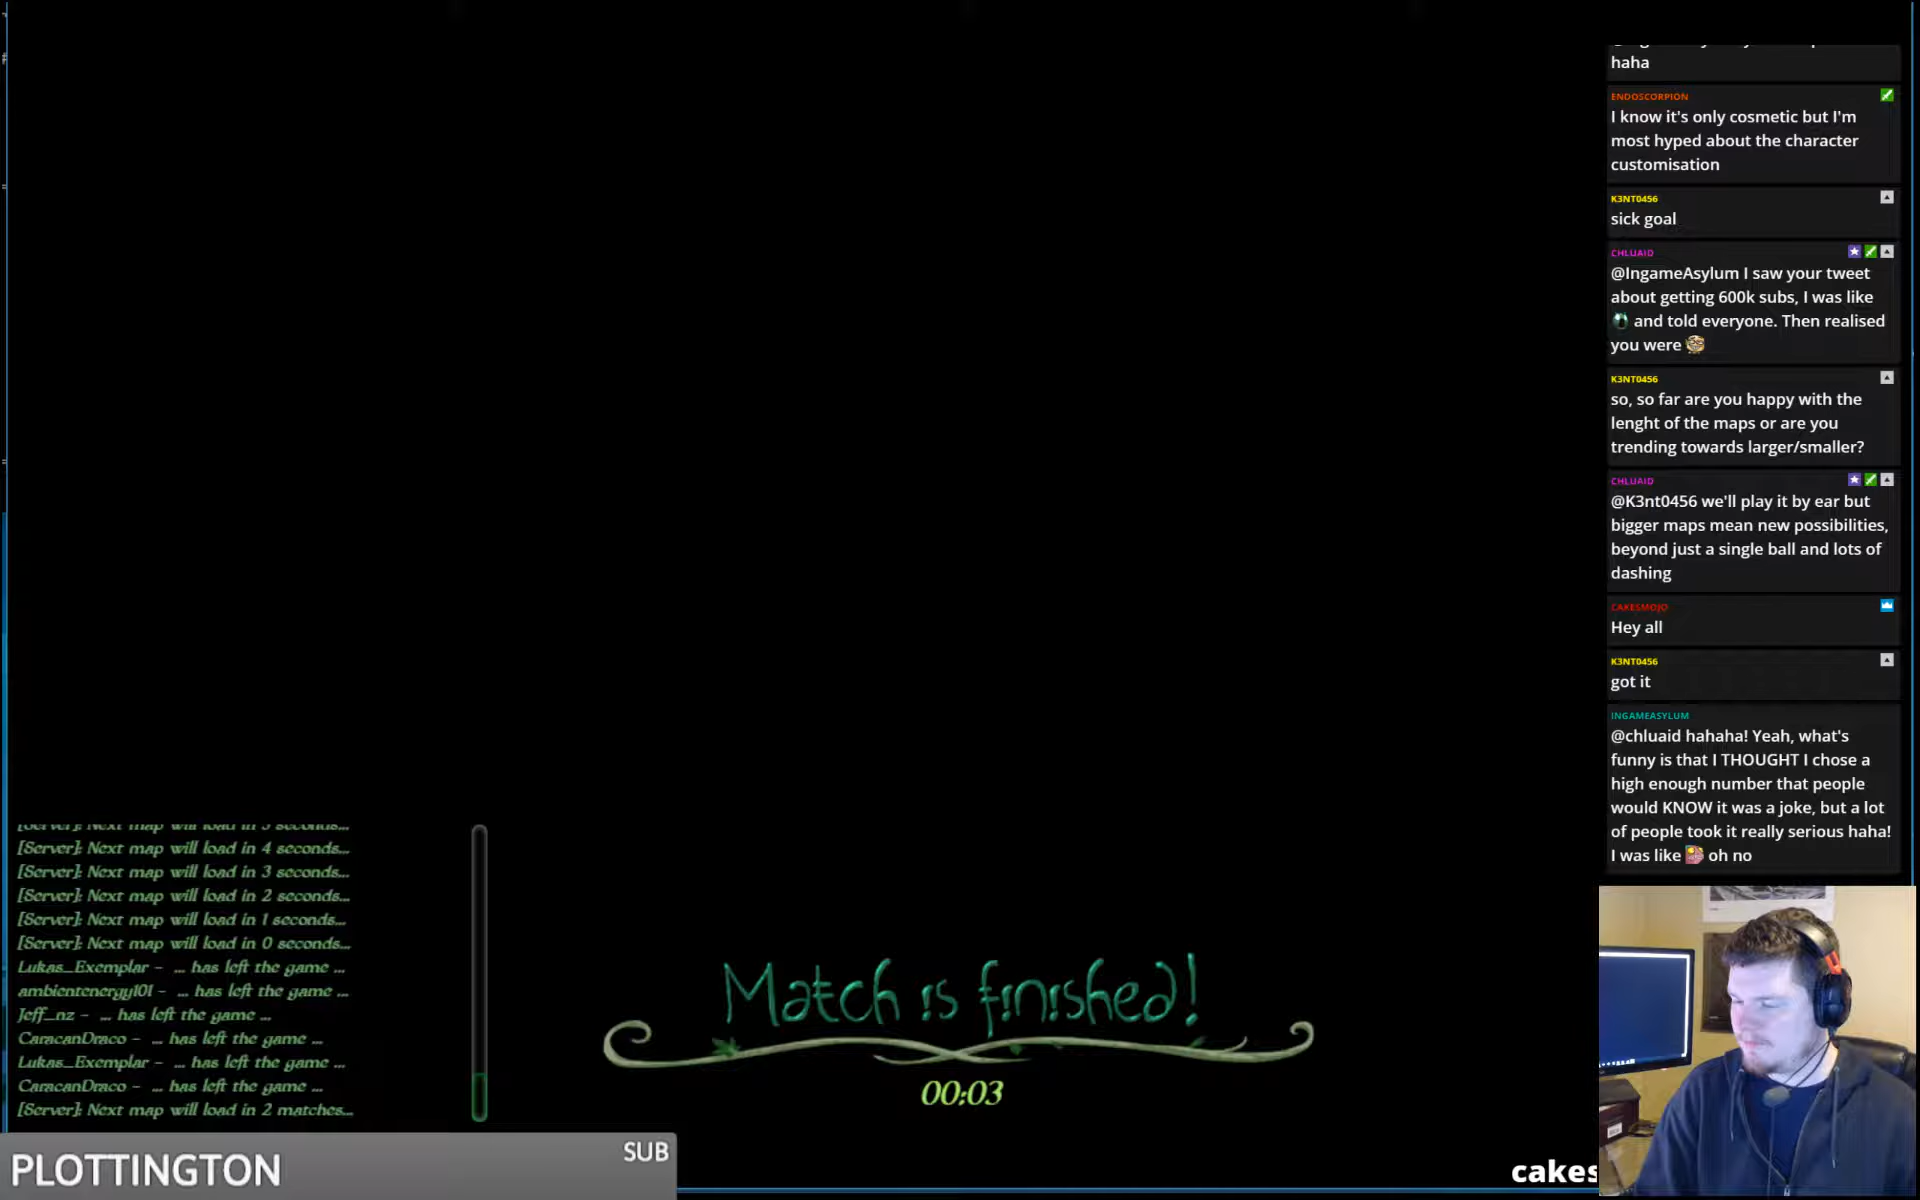 haha
ENDOSCORPION
I know it's only cosmetic but I'm
most hyped about the character
customisation
K3NT0456
sick goal
CHLUAID
@IngameAsylum I saw your tweet
about getting 600k subs, I was like
and told everyone. Then realised
you were
K3NT0456
so, so far are you happy with the
lenght of the maps or are you
trending towards larger/smaller?
CHLUAID
@K3nt0456 we'll play it by ear but
bigger maps mean new possibilities,
beyond just a single ball and lots of
dashing
CAKESMOJO
Hey all
K3NT0456
got it
INGAMEASYLUM
@chluaid hahaha! Yeah, what's
funny is that I THOUGHT I chose a
high enough number that people
would KNOW it was a joke, but a lot
of people took it really serious haha!
I was like oh no
[Server]: Next map will load in 5 seconds...
[Server]: Next map will load in 4 seconds...
[Server]: Next map will load in 3 seconds...
[Server]: Next map will load in 2 seconds...
[Server]: Next map will load in 1 seconds...
[Server]: Next map will load in 0 seconds...
Lukas_Exemplar - ... has left the game ...
ambientenergy101 - ... has left the game ...
Jeff_nz - ... has left the game ...
CaracanDraco - ... has left the game ...
Lukas_Exemplar - ... has left the game ...
CaracanDraco - ... has left the game ...
[Server]: Next map will load in 2 matches...
Match is finished!
00:03
PLOTTINGTON
SUB
cakes